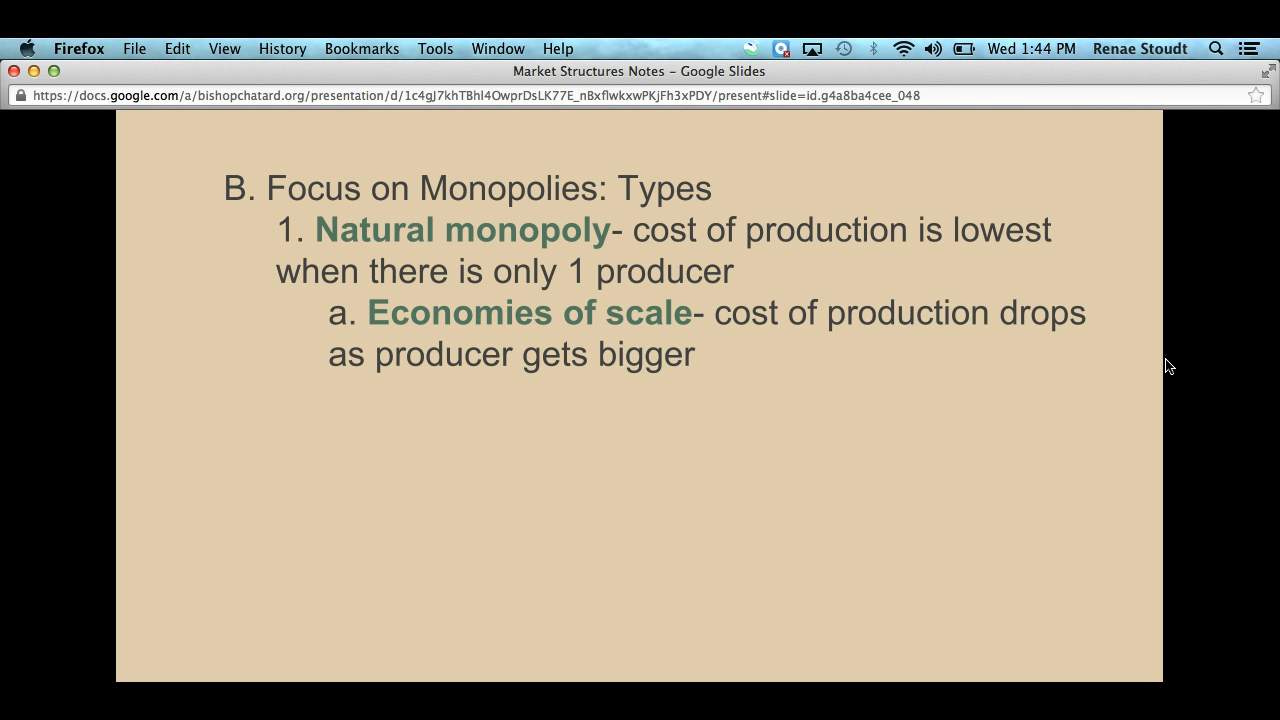 Firefox File Edit View History Bookmarks Tools Window Help Wed 1:44 PM Renae Stoudt
Market Structures Notes – Google Slides
https://docs.google.com/a/bishopchatard.org/presentation/d/1c4gJ7khTBhl4OwprDsLK77E_nBxflwkxwPKjFh3xPDY/present#slide=id.g4a8ba4cee_048
B. Focus on Monopolies: Types
1. Natural monopoly- cost of production is lowest
when there is only 1 producer
a. Economies of scale- cost of production drops
as producer gets bigger